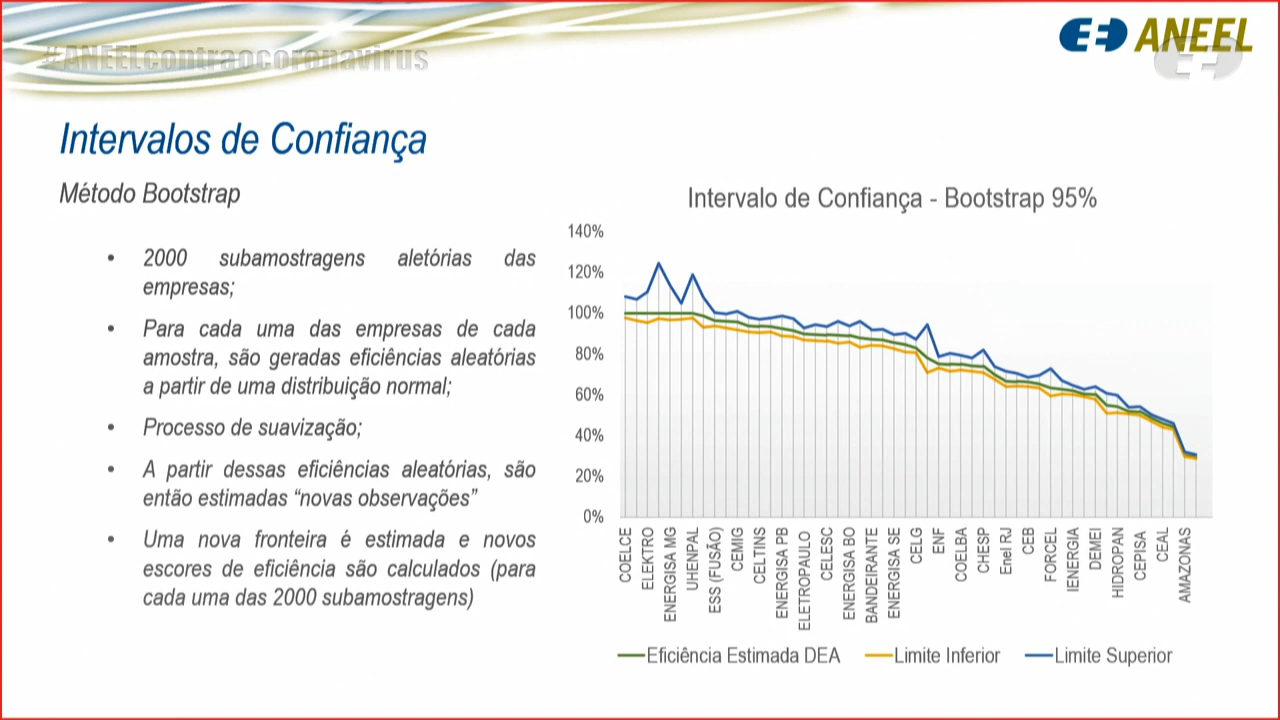 #ANEELcontraocoronavirus
ANEEL
Intervalos de Confiança
Método Bootstrap
• 2000 subamostragens aletórias das
empresas;
• Para cada uma das empresas de cada
amostra, são geradas eficiências aleatórias
a partir de uma distribuição normal;
• Processo de suavização;
• A partir dessas eficiências aleatórias, são
então estimadas “novas observações”
• Uma nova fronteira é estimada e novos
escores de eficiência são calculados (para
cada uma das 2000 subamostragens)
Intervalo de Confiança - Bootstrap 95%
140%
120%
100%
80%
60%
40%
20%
0%
COELCE
ELEKTRO
ENERGISA MG
UHENPAL
ESS (FUSÃO)
CEMIG
CELTINS
ENERGISA PB
ELETROPAULO
CELESC
ENERGISA BO
BANDEIRANTE
ENERGISA SE
CELG
ENF
COELBA
CHESP
Enel RJ
CEB
FORCEL
IENERGIA
DEMEI
HIDROPAN
CEPISA
CEAL
AMAZONAS
Eficiência Estimada DEA
Limite Inferior
Limite Superior